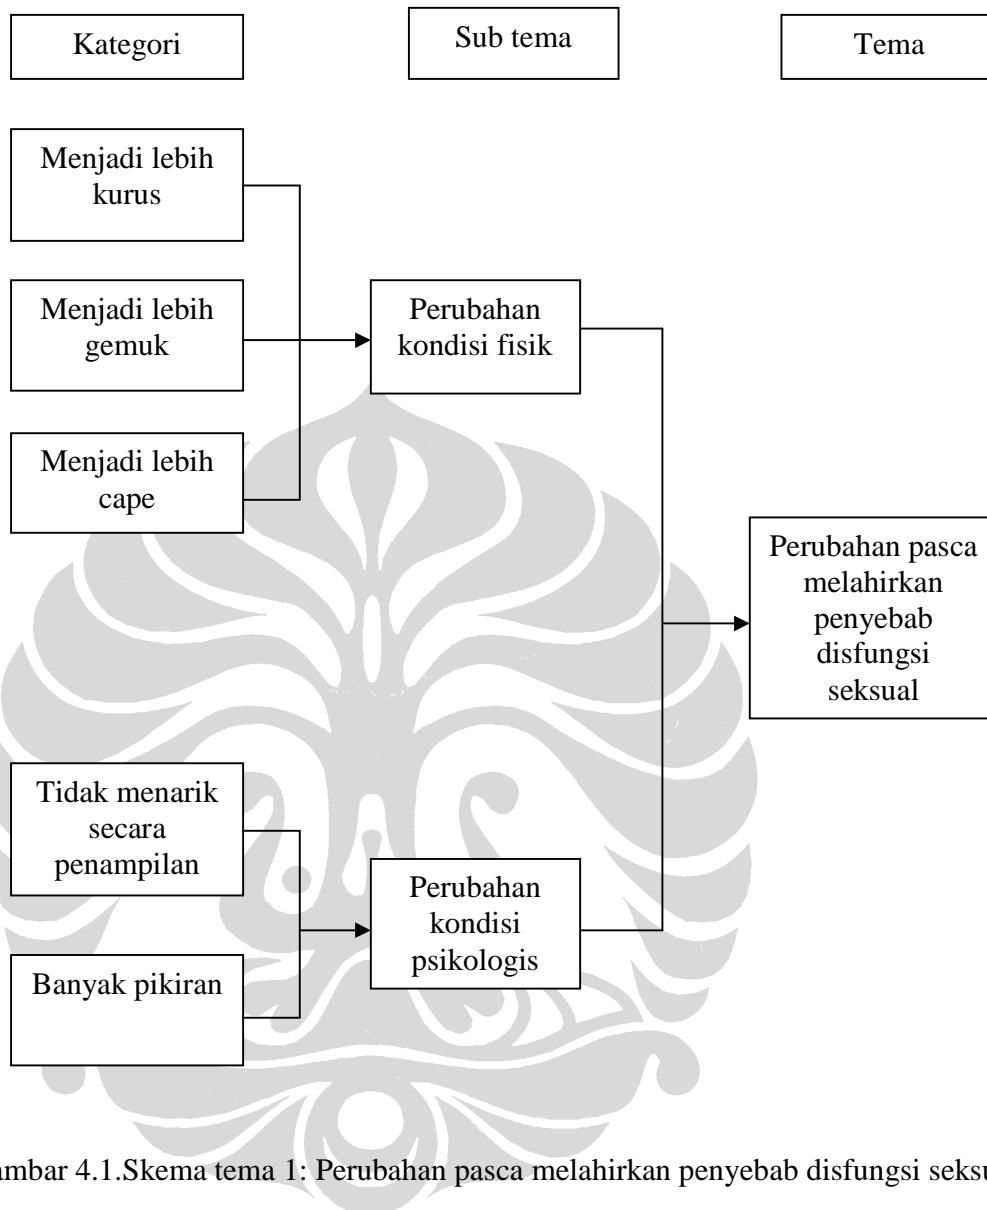 Kategori
Sub tema
Tema
Menjadi lebih
kurus
Menjadi lebih
gemuk
Perubahan
kondisi fisik
Menjadi lebih
cape
Perubahan pasca
melahirkan
penyebab
disfungsi
seksual
Tidak menarik
secara
penampilan
Perubahan
kondisi
psikologis
Banyak pikiran
ambar 4.1.Skema tema 1: Perubahan pasca melahirkan penyebab disfungsi seksu